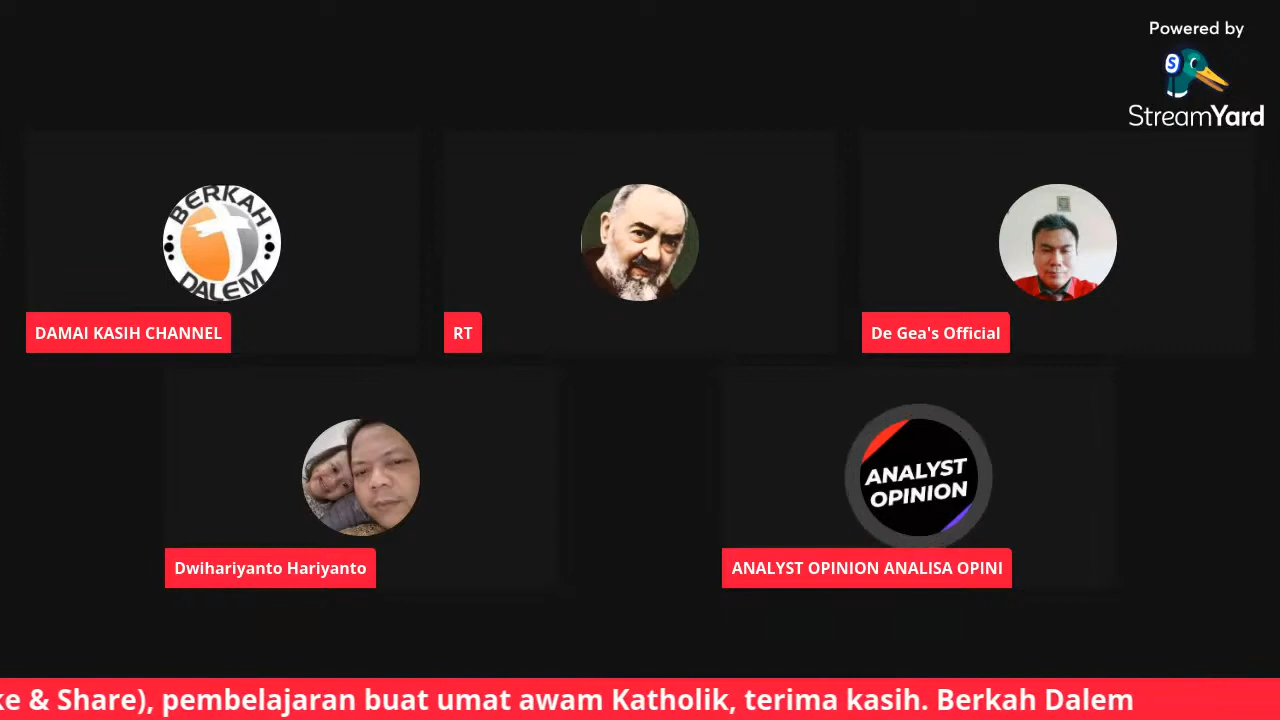 Powered by
S
StreamYard
BERKAH
DALEM
DAMAI KASIH CHANNEL
RT
De Gea's Official
Dwihariyanto Hariyanto
ANALYST
OPINION
ANALYST OPINION ANALISA OPINI
ke & Share), pembelajaran buat umat awam Katholik, terima kasih. Berkah Dalem